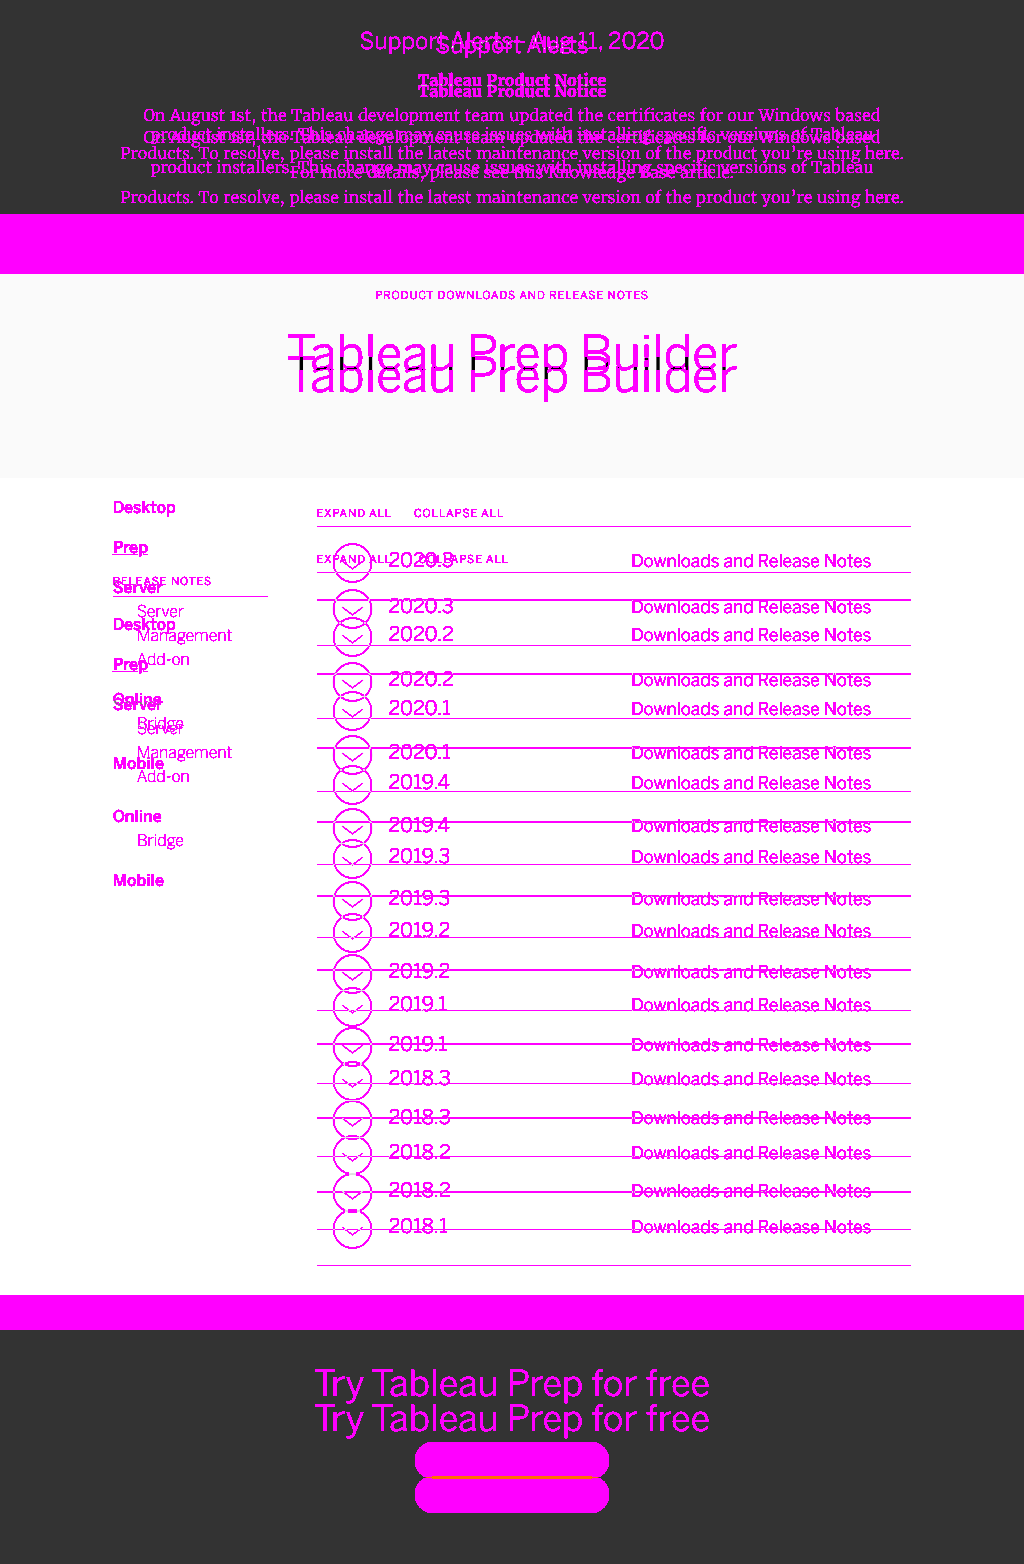 Support Alerts - Aug 11, 2020
Support Alerts
Tableau Product Notice
Tableau Product Notice
On August 1st, the Tableau development team updated the certificates for our Windows based
product installers. This change may cause issues with installing specific versions of Tableau
On August 1st, the Tableau development team updated the certificates for our Windows based
Products. To resolve, please install the latest maintenance version of the product you're using here.
product installers. This change may cause issues with installing specific versions of Tableau
For more details, please see this Knowledge Base article.
Products. To resolve, please install the latest maintenance version of the product you're using here.
PRODUCT DOWNLOADS AND RELEASE NOTES
Tableau Prep Builder
Tableau Prep Builder
Desktop
Prep
RELEASE NOTES
Server
Server
Desktop
Management
Add-on
Prep
Online
Server
Bridge
Server
Management
Mobile
Add-on
Online
Bridge
Mobile
EXPAND ALL COLLAPSE ALL
EXPAND ALL COLLAPSE ALL
2020.3 Downloads and Release Notes
2020.3 Downloads and Release Notes
2020.2 Downloads and Release Notes
2020.2 Downloads and Release Notes
2020.1 Downloads and Release Notes
2020.1 Downloads and Release Notes
2019.4 Downloads and Release Notes
2019.4 Downloads and Release Notes
2019.3 Downloads and Release Notes
2019.3 Downloads and Release Notes
2019.2 Downloads and Release Notes
2019.2 Downloads and Release Notes
2019.1 Downloads and Release Notes
2019.1 Downloads and Release Notes
2018.3 Downloads and Release Notes
2018.3 Downloads and Release Notes
2018.2 Downloads and Release Notes
2018.2 Downloads and Release Notes
2018.1 Downloads and Release Notes
Try Tableau Prep for free
Try Tableau Prep for free